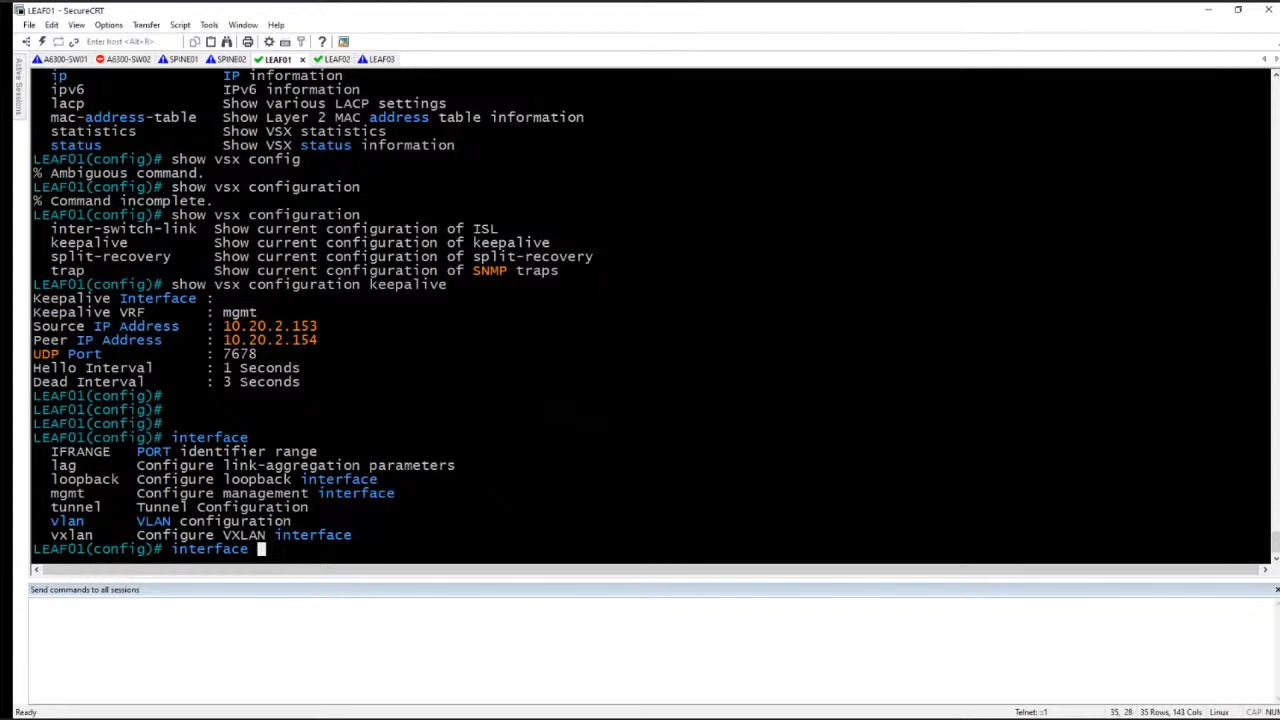 LEAF01 - SecureCRT
File Edit View Options Transfer Script Tools Window Help
Enter host <Alt+R>
A6300-SW01 A6300-SW02 SPINE01 SPINE02 LEAF01 LEAF02 LEAF03
Active Sessions
ip IP information
ipv6 IPv6 information
lacp Show various LACP settings
mac-address-table Show Layer 2 MAC address table information
statistics Show VSX statistics
status Show VSX status information
LEAF01(config)# show vsx config
% Ambiguous command.
LEAF01(config)# show vsx configuration
% Command incomplete.
LEAF01(config)# show vsx configuration
inter-switch-link Show current configuration of ISL
keepalive Show current configuration of keepalive
split-recovery Show current configuration of split-recovery
trap Show current configuration of SNMP traps
LEAF01(config)# show vsx configuration keepalive
Keepalive Interface :
Keepalive VRF : mgmt
Source IP Address : 10.20.2.153
Peer IP Address : 10.20.2.154
UDP Port : 7678
Hello Interval : 1 Seconds
Dead Interval : 3 Seconds
LEAF01(config)#
LEAF01(config)#
LEAF01(config)#
LEAF01(config)# interface
IFRANGE PORT identifier range
lag Configure link-aggregation parameters
loopback Configure loopback interface
mgmt Configure management interface
tunnel Tunnel Configuration
vlan VLAN configuration
vxlan Configure VXLAN interface
LEAF01(config)# interface
Send commands to all sessions
Ready Telnet: ::1 35, 28 35 Rows, 143 Cols Linux CAP NUM